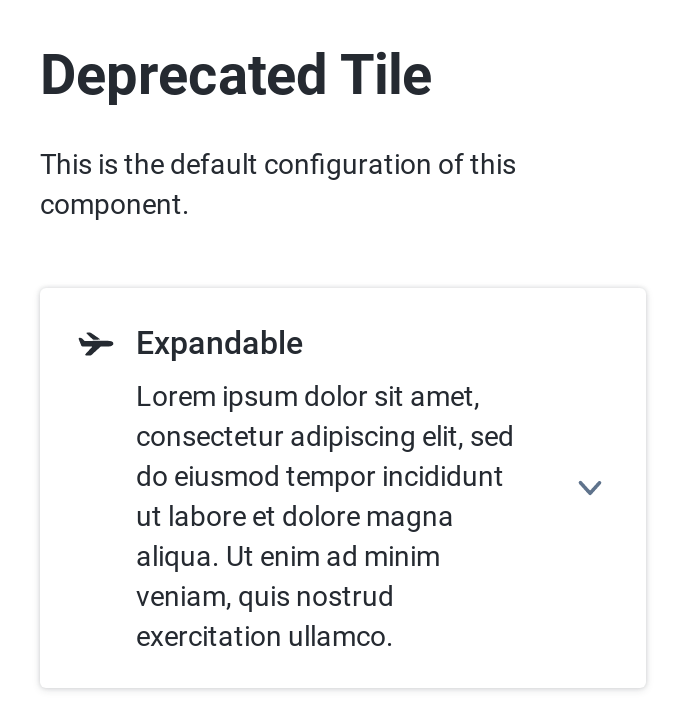 Deprecated Tile
This is the default configuration of this
component.
Expandable
Lorem ipsum dolor sit amet,
consectetur adipiscing elit, sed
do eiusmod tempor incididunt
ut labore et dolore magna
aliqua. Ut enim ad minim
veniam, quis nostrud
exercitation ullamco.